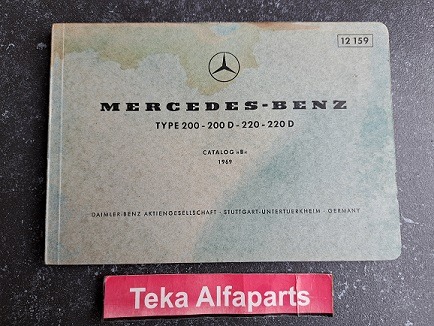 12 159
MERCEDES-BENZ
TYPE 200 - 200 D - 220 - 220 D
CATALOG »B«
1969
DAIMLER-BENZ AKTIENGESELLSCHAFT · STUTTGART-UNTERTUERKHEIM · GERMANY
Teka Alfaparts